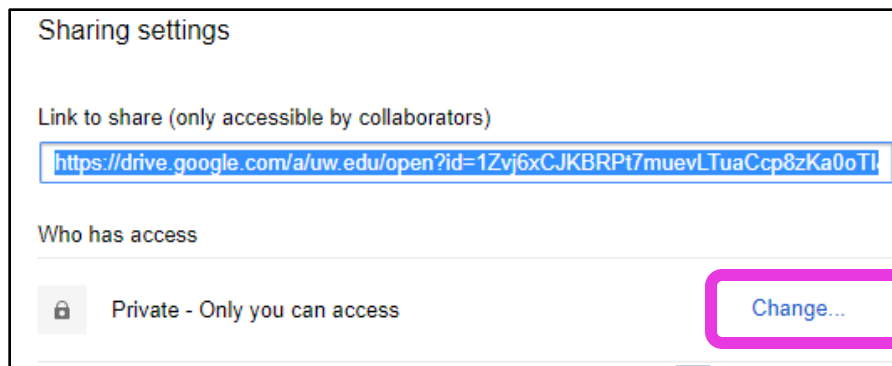 Sharing settings
Link to share (only accessible by collaborators)
https://drive.google.com/a/uw.edu/open?id=1Zvj6xCJKBRPt7muevLTuaCcp8zKa0oTI
Who has access
Private - Only you can access
Change...